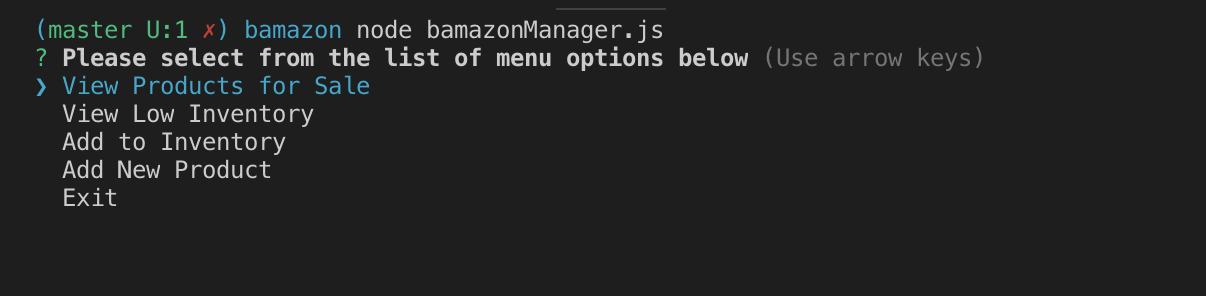 (master U:1 ✗) bamazon node bamazonManager.js
? Please select from the list of menu options below (Use arrow keys)
❯ View Products for Sale
View Low Inventory
Add to Inventory
Add New Product
Exit